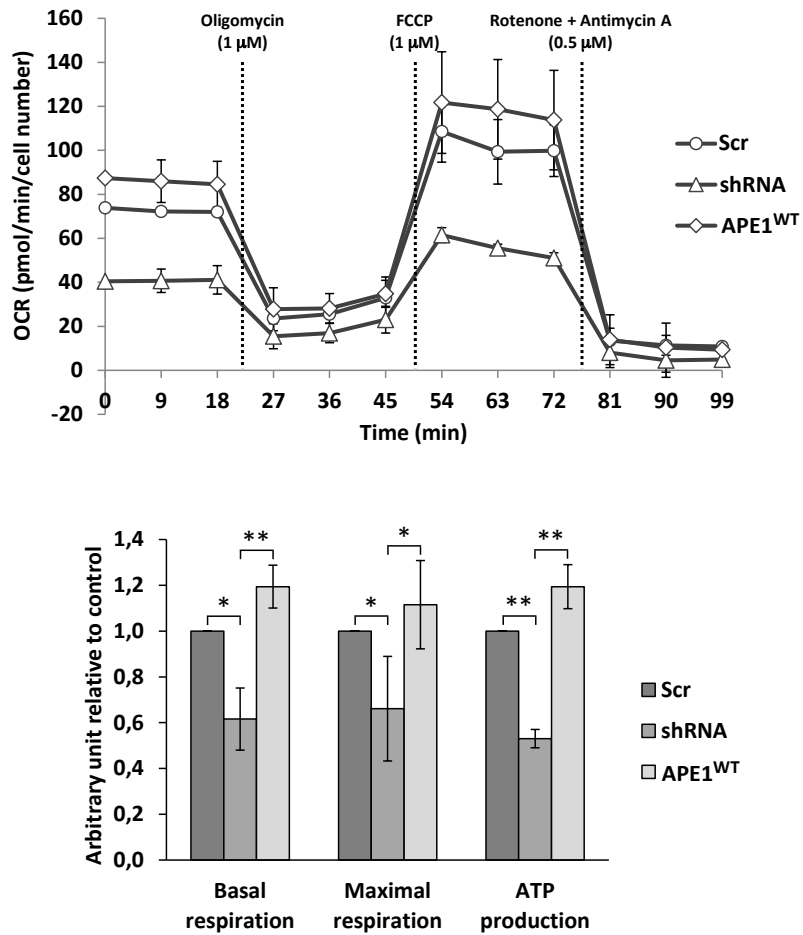 Oligomycin
(1 µM)
FCCP
(1 µM)
Rotenone + Antimycin A
(0.5 µM)
OCR (pmol/min/cell number)
160
140
120
100
80
60
40
20
0
-20
0 9 18 27 36 45 54 63 72 81 90 99
Time (min)
Scr
shRNA
APE1WT
Arbitrary unit relative to control
1,4
1,2
1,0
0,8
0,6
0,4
0,2
0,0
* ** * * ** **
Basal
respiration
Maximal
respiration
ATP
production
Scr
shRNA
APE1WT